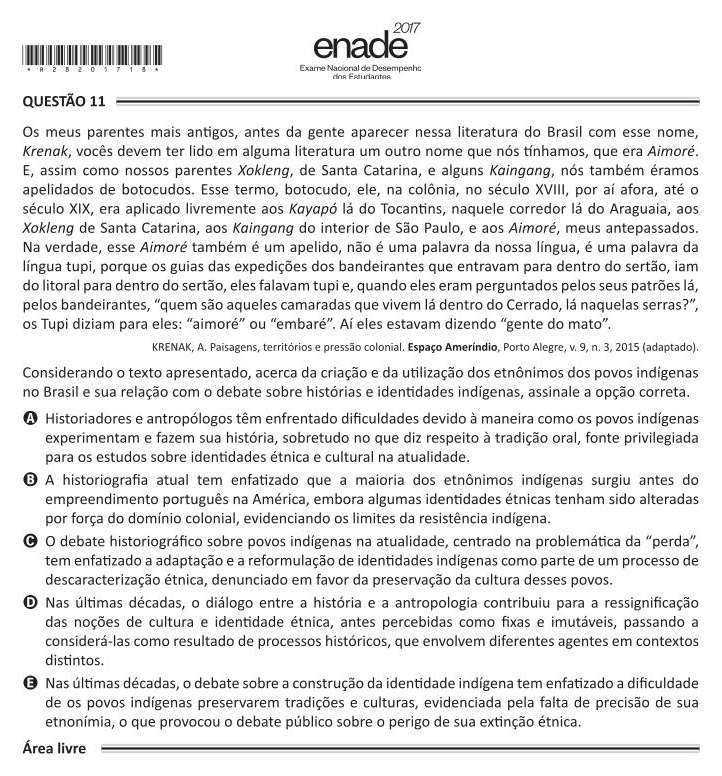 2017
enade
Exame Nacional de Desempenho
dos Estudantes
*R28201718*
QUESTÃO 11
Os meus parentes mais antigos, antes da gente aparecer nessa literatura do Brasil com esse nome,
Krenak, vocês devem ter lido em alguma literatura um outro nome que nós tínhamos, que era Aimoré.
E, assim como nossos parentes Xokleng, de Santa Catarina, e alguns Kaingang, nós também éramos
apelidados de botocudos. Esse termo, botocudo, ele, na colônia, no século XVIII, por aí afora, até o
século XIX, era aplicado livremente aos Kayapó lá do Tocantins, naquele corredor lá do Araguaia, aos
Xokleng de Santa Catarina, aos Kaingang do interior de São Paulo, e aos Aimoré, meus antepassados.
Na verdade, esse Aimoré também é um apelido, não é uma palavra da nossa língua, é uma palavra da
língua tupi, porque os guias das expedições dos bandeirantes que entravam para dentro do sertão, iam
do litoral para dentro do sertão, eles falavam tupi e, quando eles eram perguntados pelos seus patrões lá,
pelos bandeirantes, “quem são aqueles camaradas que vivem lá dentro do Cerrado, lá naquelas serras?”,
os Tupi diziam para eles: “aimoré” ou “embaré”. Aí eles estavam dizendo “gente do mato”.
KRENAK, A. Paisagens, territórios e pressão colonial. Espaço Ameríndio, Porto Alegre, v. 9, n. 3, 2015 (adaptado).
Considerando o texto apresentado, acerca da criação e da utilização dos etnônimos dos povos indígenas
no Brasil e sua relação com o debate sobre histórias e identidades indígenas, assinale a opção correta.
A Historiadores e antropólogos têm enfrentado dificuldades devido à maneira como os povos indígenas
experimentam e fazem sua história, sobretudo no que diz respeito à tradição oral, fonte privilegiada
para os estudos sobre identidades étnica e cultural na atualidade.
B A historiografia atual tem enfatizado que a maioria dos etnônimos indígenas surgiu antes do
empreendimento português na América, embora algumas identidades étnicas tenham sido alteradas
por força do domínio colonial, evidenciando os limites da resistência indígena.
C O debate historiográfico sobre povos indígenas na atualidade, centrado na problemática da “perda”,
tem enfatizado a adaptação e a reformulação de identidades indígenas como parte de um processo de
descaracterização étnica, denunciado em favor da preservação da cultura desses povos.
D Nas últimas décadas, o diálogo entre a história e a antropologia contribuiu para a ressignificação
das noções de cultura e identidade étnica, antes percebidas como fixas e imutáveis, passando a
considerá-las como resultado de processos históricos, que envolvem diferentes agentes em contextos
distintos.
E Nas últimas décadas, o debate sobre a construção da identidade indígena tem enfatizado a dificuldade
de os povos indígenas preservarem tradições e culturas, evidenciada pela falta de precisão de sua
etnonímia, o que provocou o debate público sobre o perigo de sua extinção étnica.
Área livre